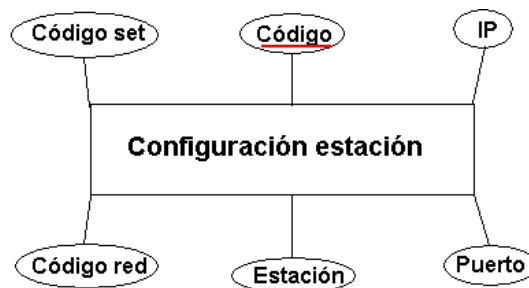 Código set
Código
IP
Configuración estación
Código red
Estación
Puerto